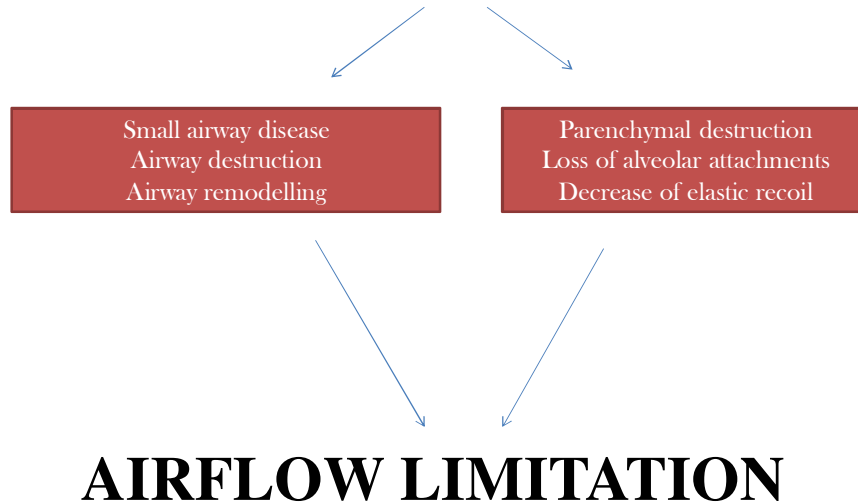 Small airway disease
Airway destruction
Airway remodelling
Parenchymal destruction
Loss of alveolar attachments
Decrease of elastic recoil
AIRFLOW LIMITATION